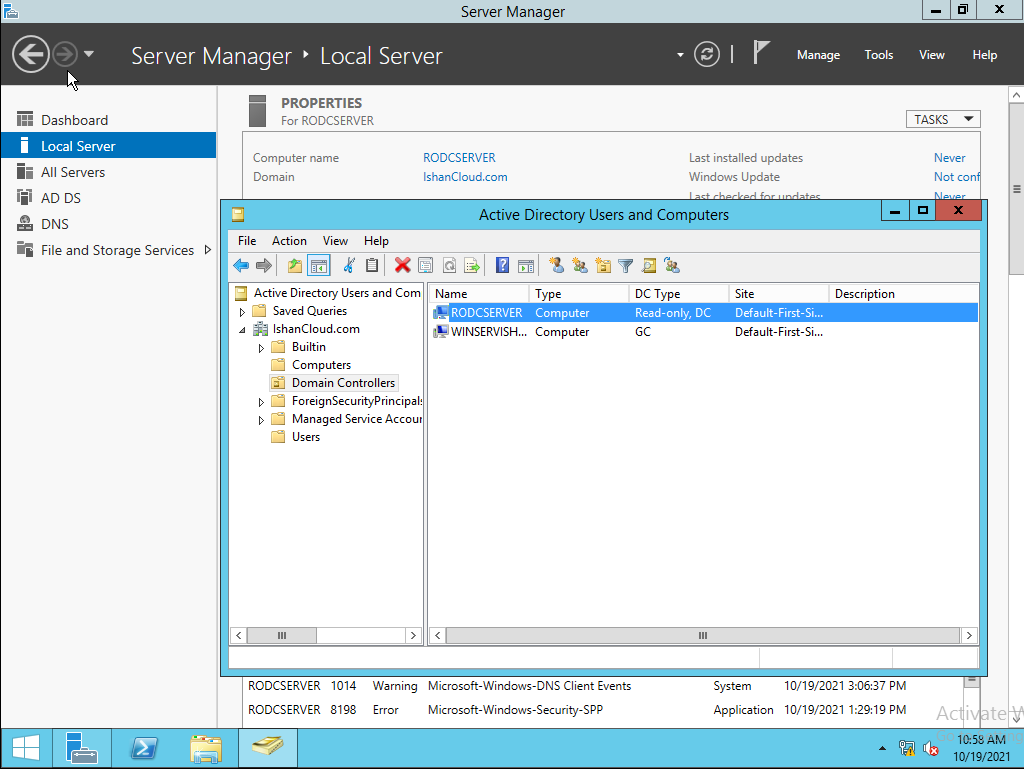 Server Manager
Server Manager ‣ Local Server
Manage Tools View Help
Dashboard
Local Server
All Servers
AD DS
DNS
File and Storage Services
PROPERTIES
For RODCSERVER
TASKS
Computer name RODCSERVER Last installed updates Never
Domain IshanCloud.com Windows Update Not conf
Last checked for updates Never
Active Directory Users and Computers
File Action View Help
Active Directory Users and Com
Saved Queries
IshanCloud.com
Builtin
Computers
Domain Controllers
ForeignSecurityPrincipals
Managed Service Accour
Users
Name Type DC Type Site Description
RODCSERVER Computer Read-only, DC Default-First-Si...
WINSERVISH... Computer GC Default-First-Si...
RODCSERVER 1014 Warning Microsoft-Windows-DNS Client Events System 10/19/2021 3:06:37 PM
RODCSERVER 8198 Error Microsoft-Windows-Security-SPP Application 10/19/2021 1:29:19 PM
Activate W
10:58 AM
10/19/2021